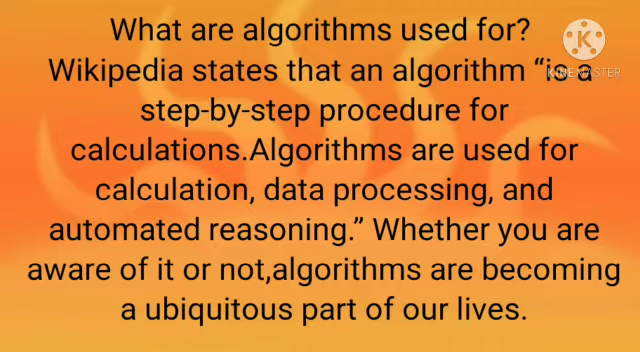 What are algorithms used for?
Wikipedia states that an algorithm “is a
step-by-step procedure for
calculations.Algorithms are used for
calculation, data processing, and
automated reasoning.” Whether you are
aware of it or not,algorithms are becoming
a ubiquitous part of our lives.
K
KINEMASTER